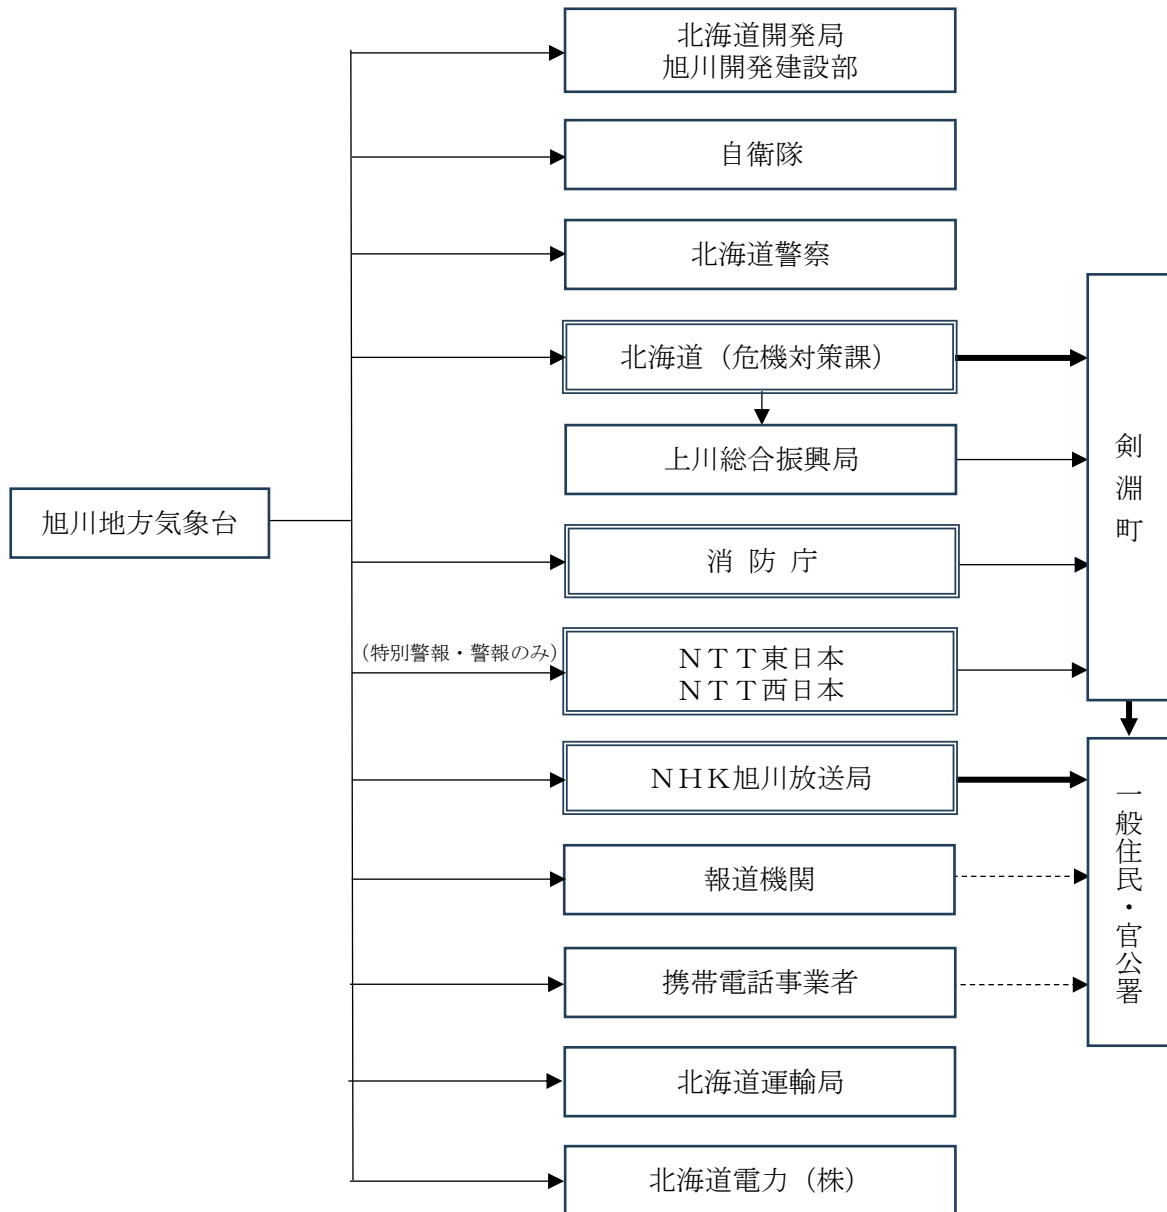 北海道開発局
旭川開発建設部
自衛隊
北海道警察
北海道（危機対策課）
上川総合振興局
剣淵町
旭川地方気象台
消 防 庁
（特別警報・警報のみ）
ＮＴＴ東日本
ＮＴＴ西日本
ＮＨＫ旭川放送局
一般住民・官公署
報道機関
携帯電話事業者
北海道運輸局
北海道電力（株）